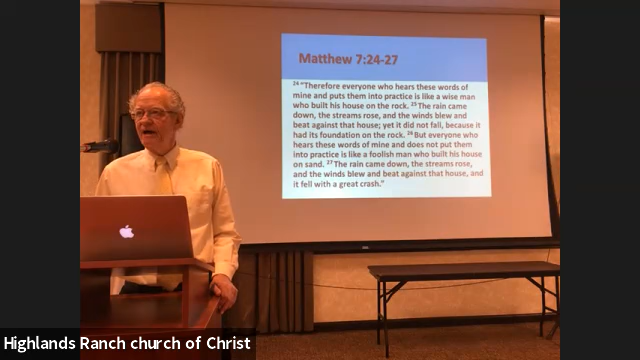 Matthew 7:24-27
24 "Therefore everyone who hears these words of
mine and puts them into practice is like a wise man
who built his house on the rock. 25 The rain came
down, the streams rose, and the winds blew and
beat against that house; yet it did not fall, because it
had its foundation on the rock. 26 But everyone who
hears these words of mine and does not put them
into practice is like a foolish man who built his house
on sand. 27 The rain came down, the streams rose,
and the winds blew and beat against that house, and
it fell with a great crash."
Highlands Ranch church of Christ